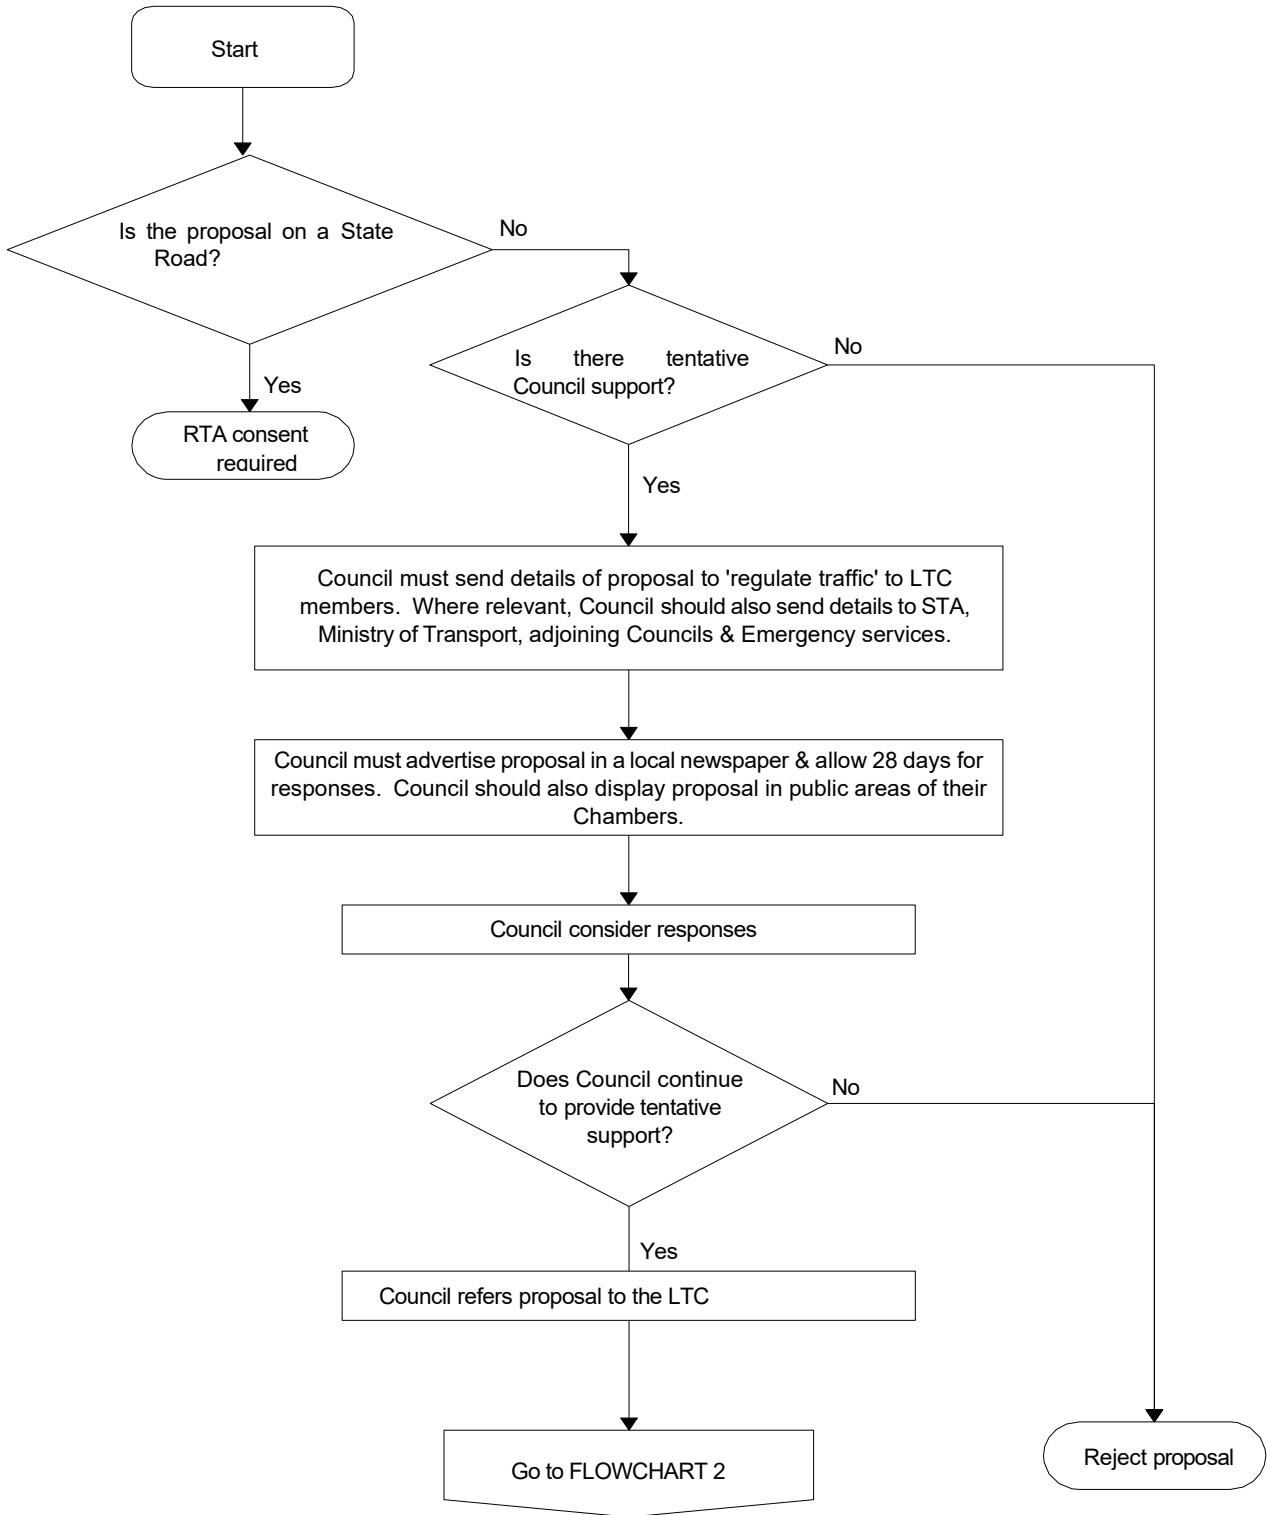 Start
Is the proposal on a State
Road?
No
Yes
RTA consent
required
Is there tentative
Council support?
No
Yes
Council must send details of proposal to 'regulate traffic' to LTC
members. Where relevant, Council should also send details to STA,
Ministry of Transport, adjoining Councils & Emergency services.
Council must advertise proposal in a local newspaper & allow 28 days for
responses. Council should also display proposal in public areas of their
Chambers.
Council consider responses
Does Council continue
to provide tentative
support?
No
Yes
Council refers proposal to the LTC
Go to FLOWCHART 2
Reject proposal